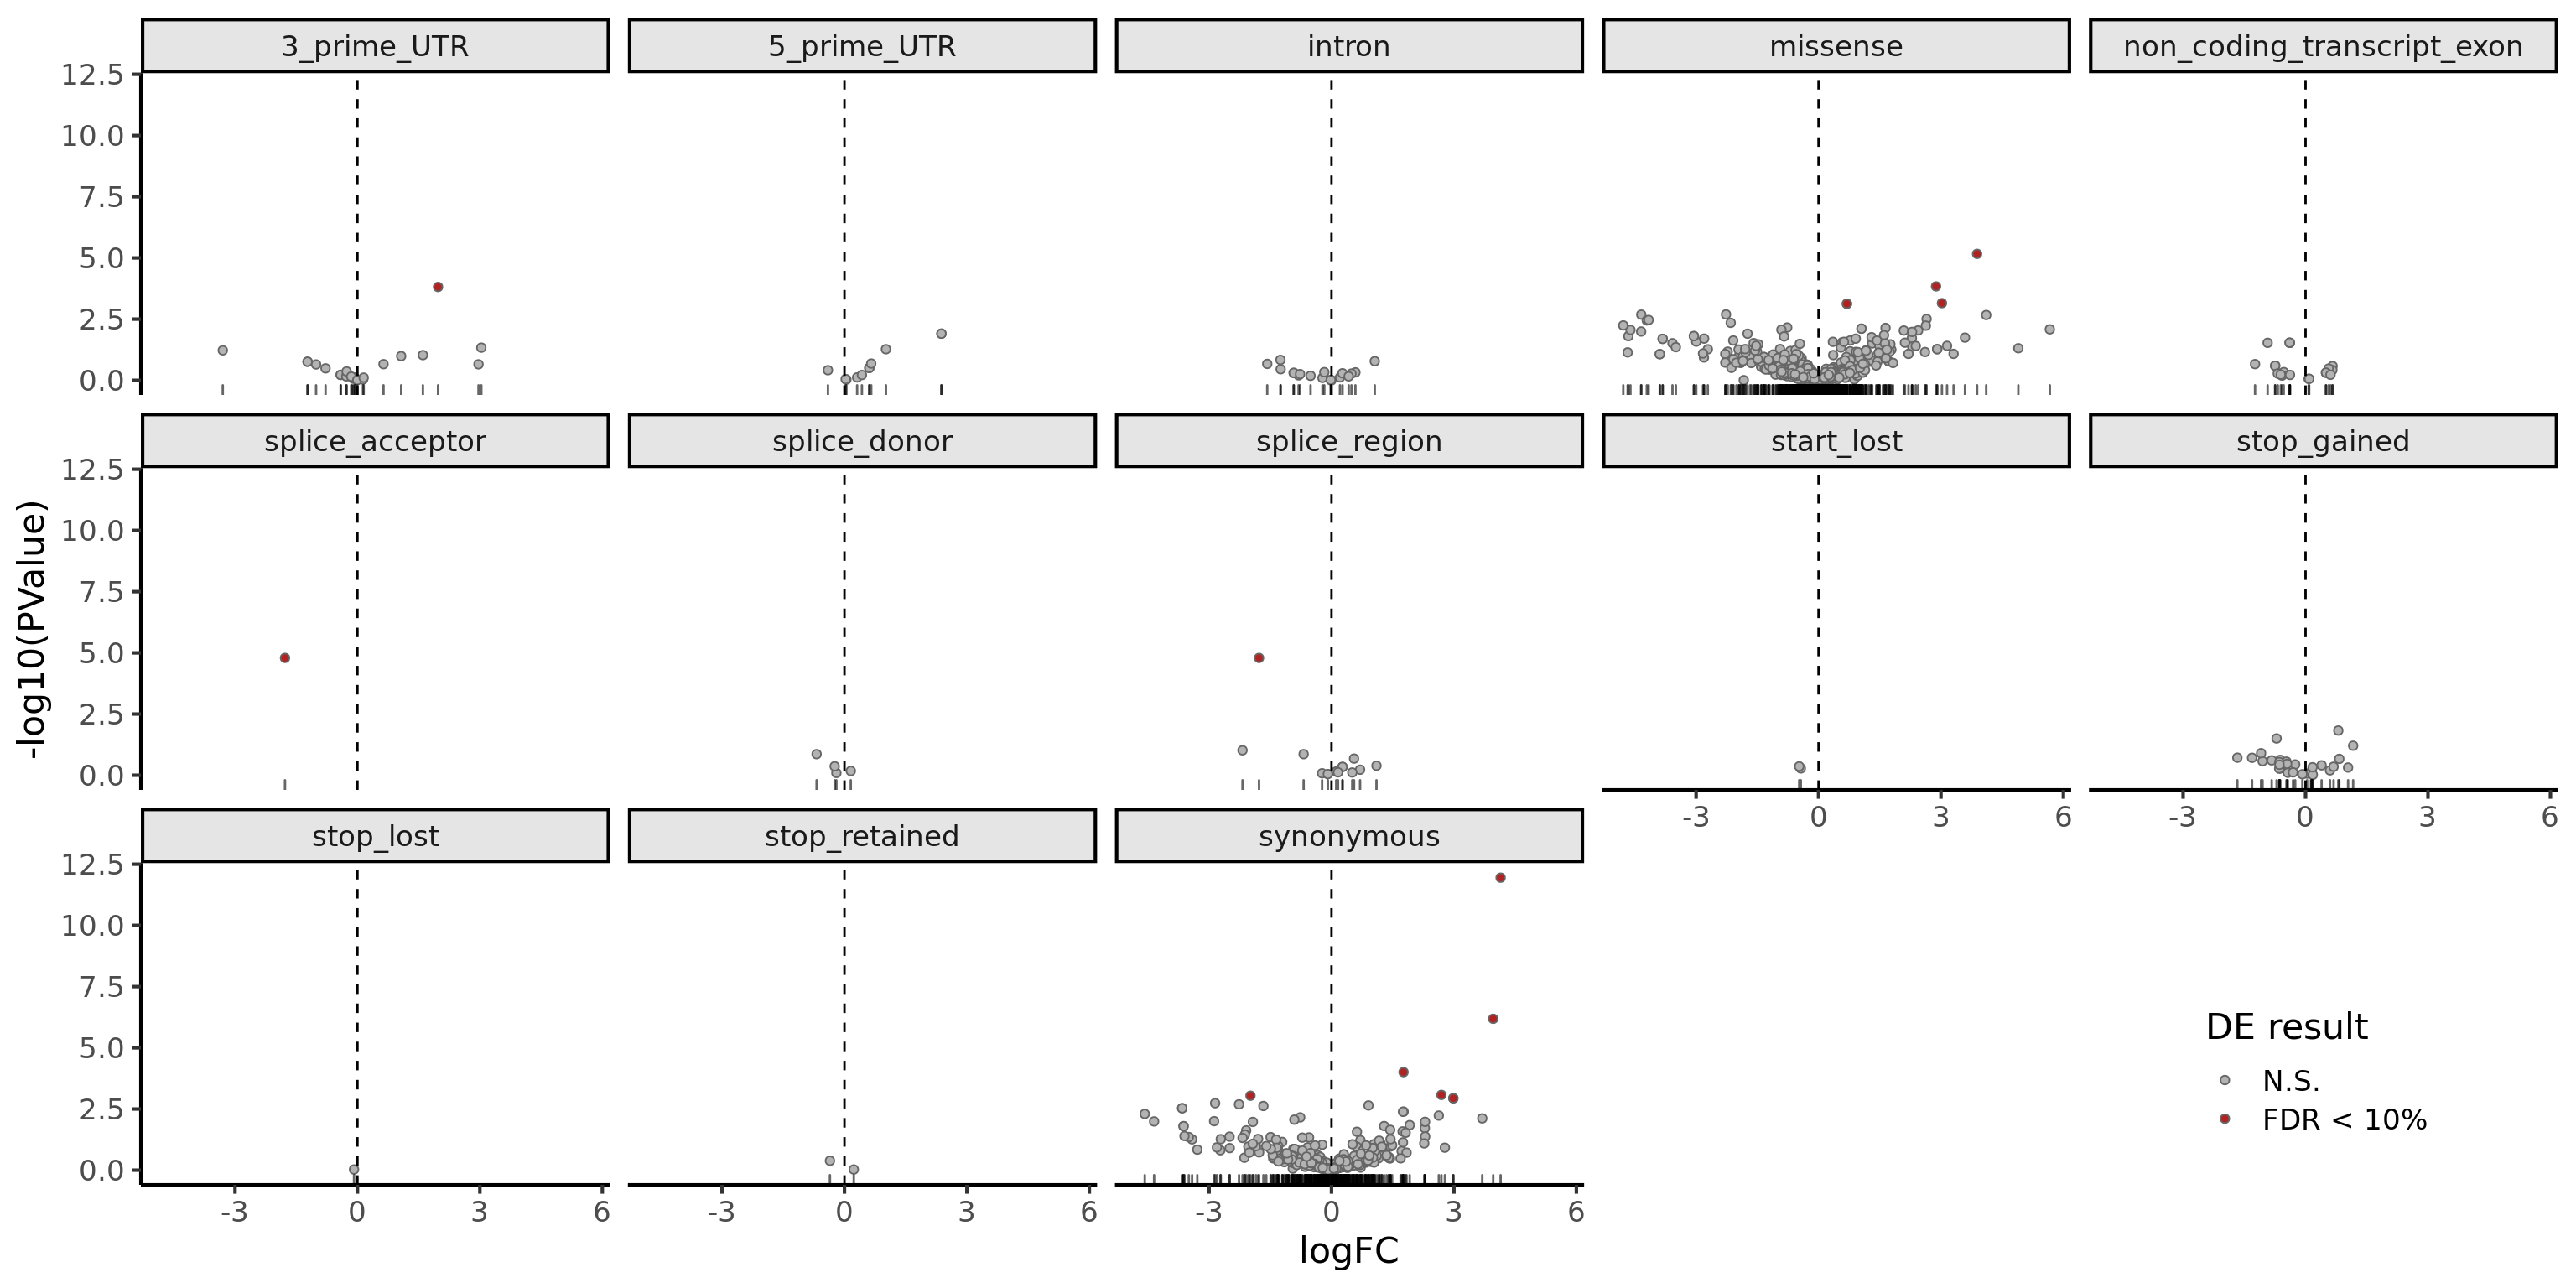 3_prime_UTR 5_prime_UTR intron missense non_coding_transcript_exon
12.5
10.0
7.5
5.0
2.5
0.0
splice_acceptor splice_donor splice_region start_lost stop_gained
12.5
10.0
7.5
5.0
2.5
0.0
-3 0 3 6 -3 0 3 6
stop_lost stop_retained synonymous
12.5
10.0
7.5
5.0
2.5
0.0
-3 0 3 6 -3 0 3 6 -3 0 3 6
-log10(PValue)
logFC
DE result
N.S.
FDR < 10%